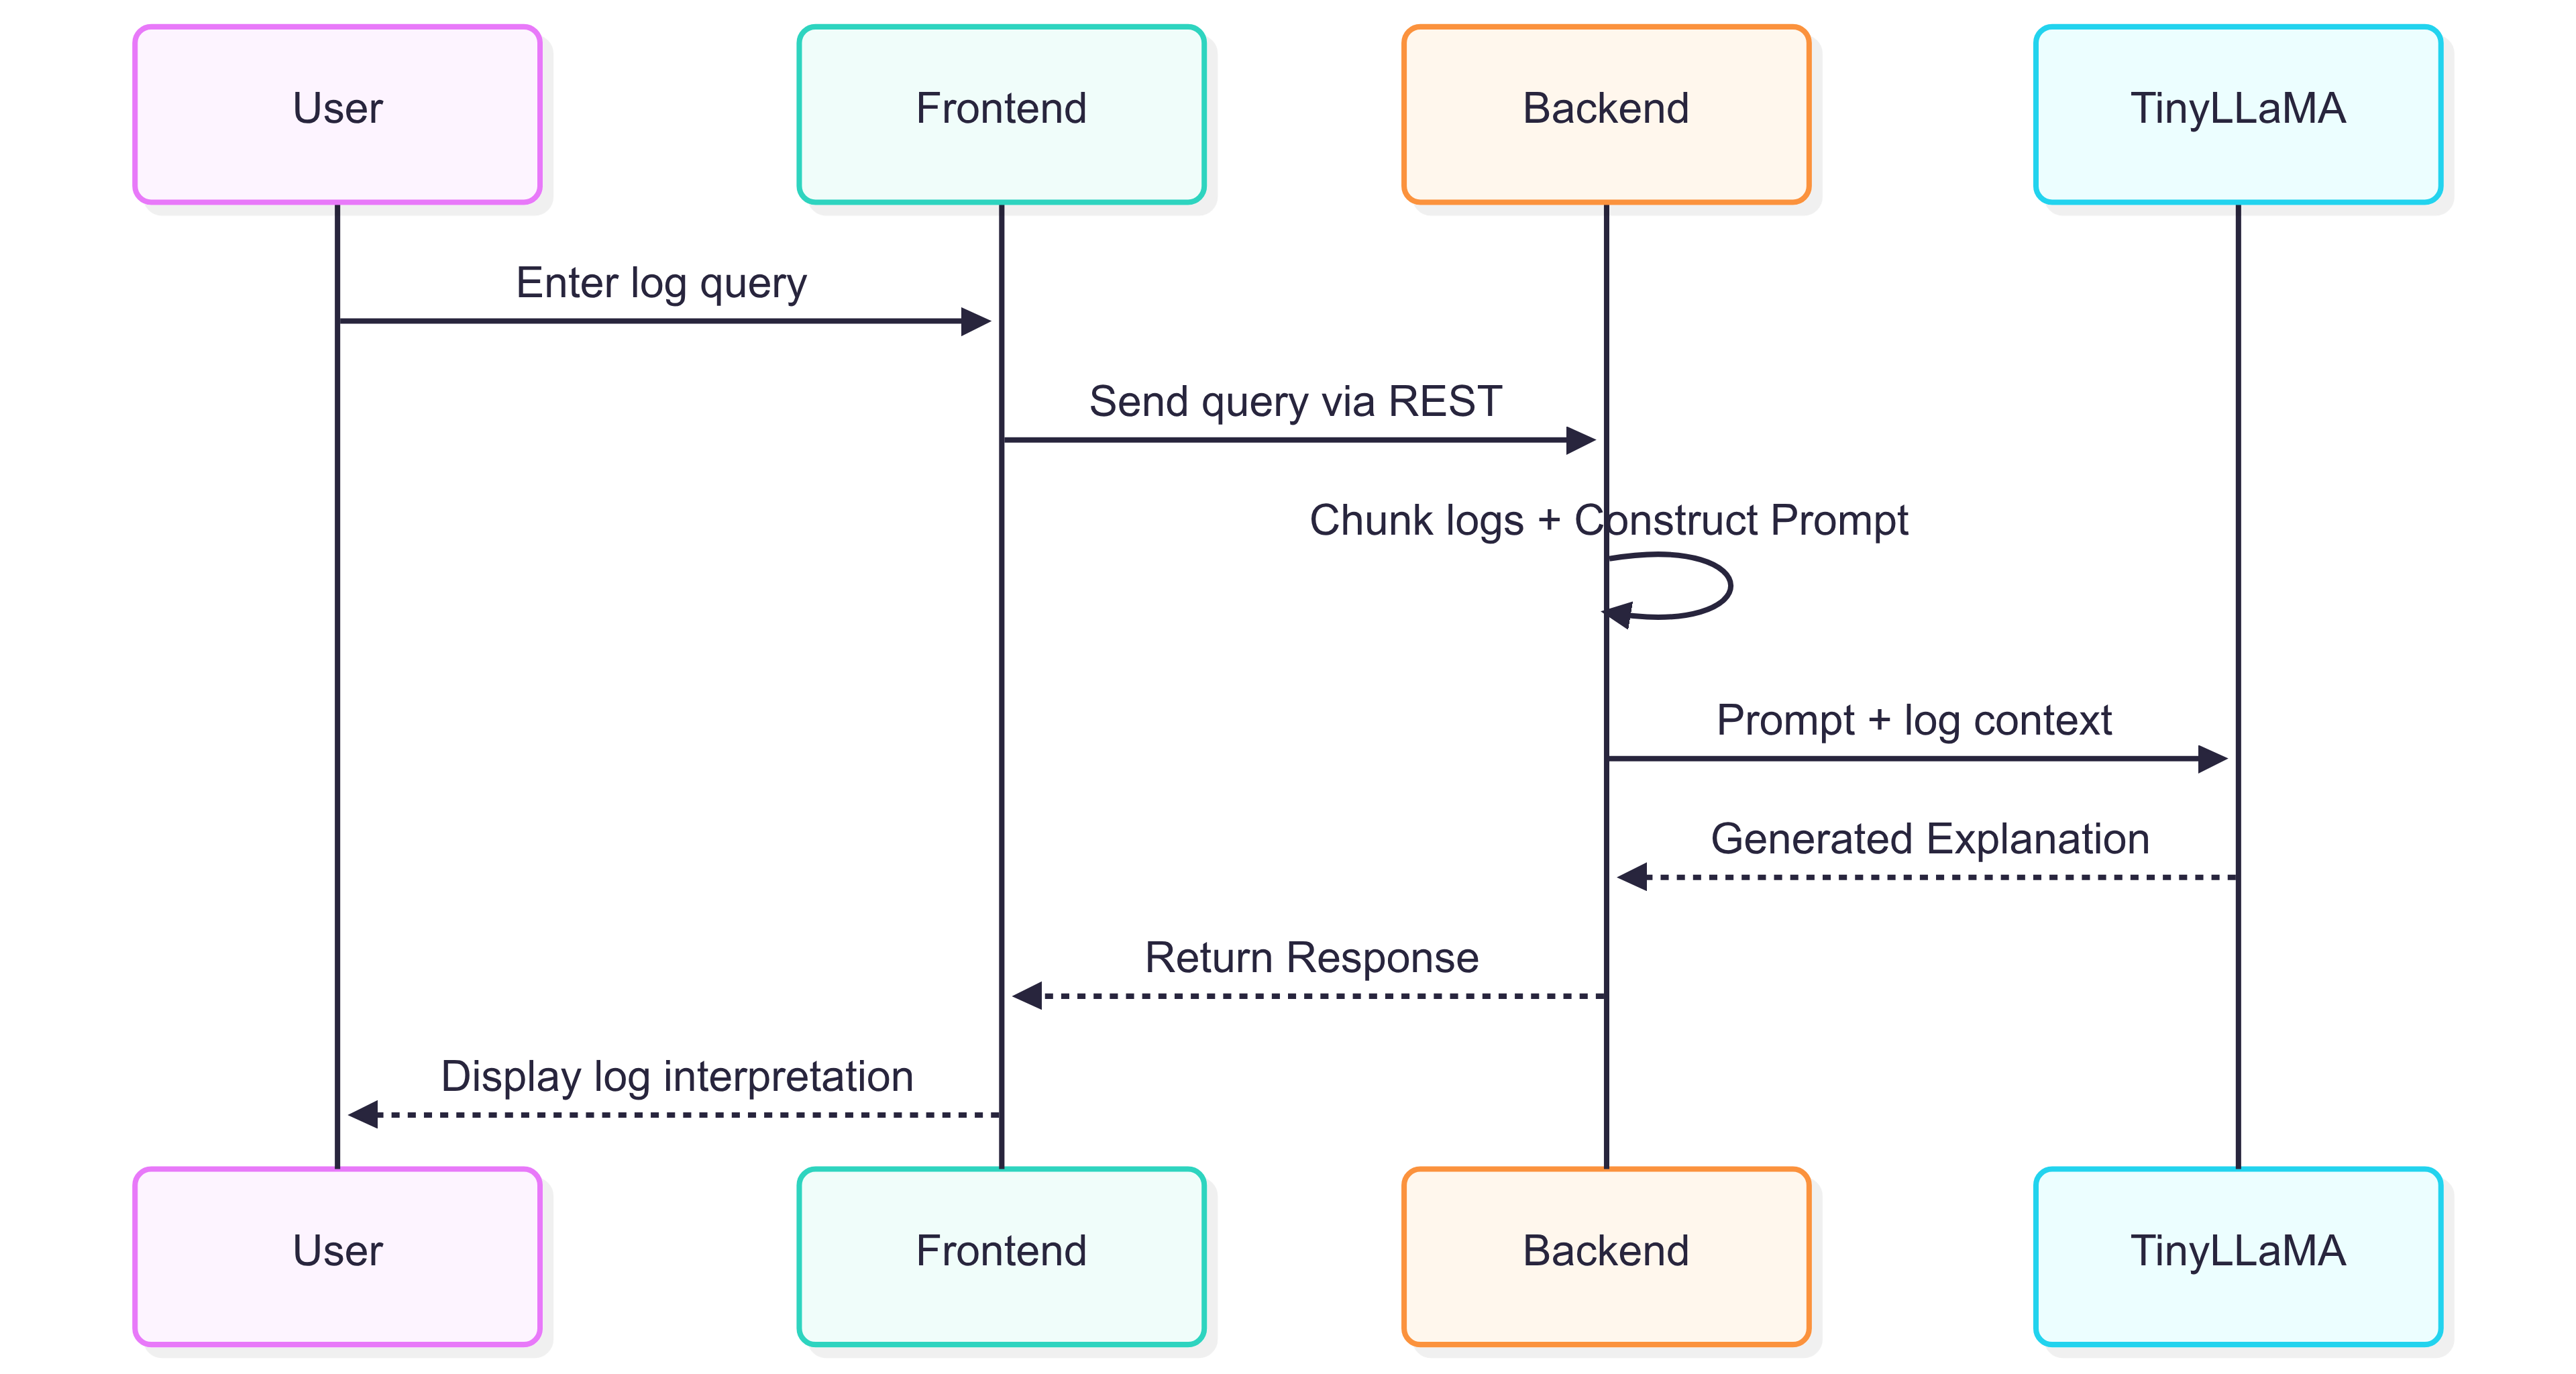 User
Frontend
Backend
TinyLLaMA
Enter log query
Send query via REST
Chunk logs + Construct Prompt
Prompt + log context
Generated Explanation
Return Response
Display log interpretation
User
Frontend
Backend
TinyLLaMA